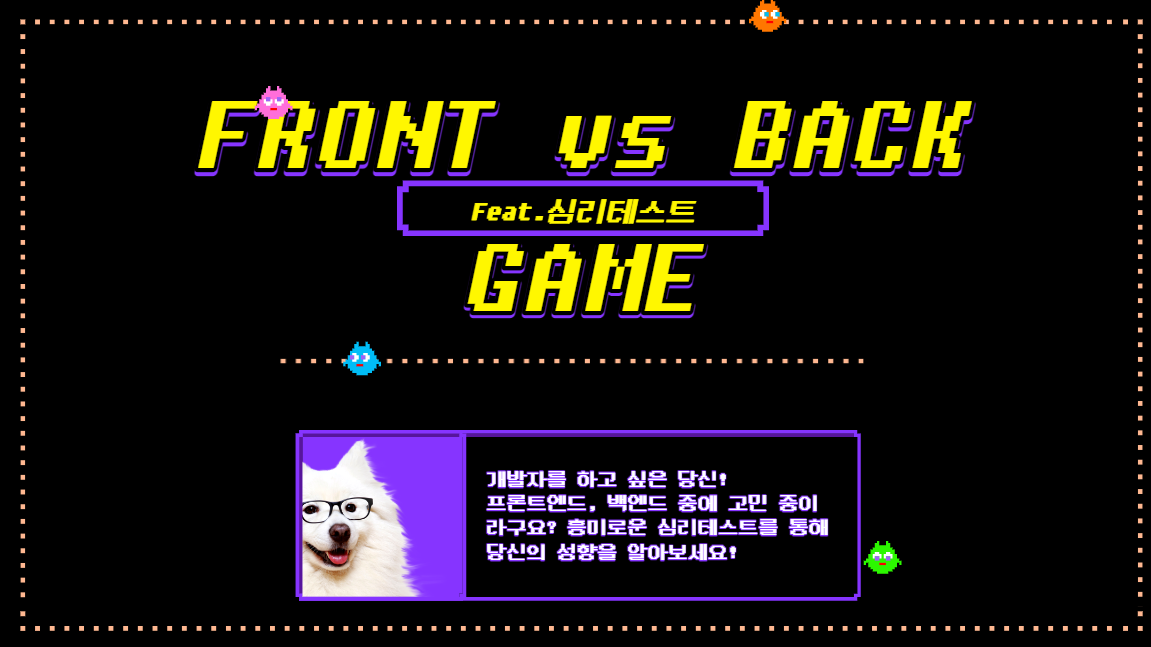 FRONT vs BACK
Feat.심리테스트
GAME
개발자를 하고 싶은 당신!
프론트엔드, 백엔드 중에 고민 중이
라구요? 흥미로운 심리테스트를 통해
당신의 성향을 알아보세요!